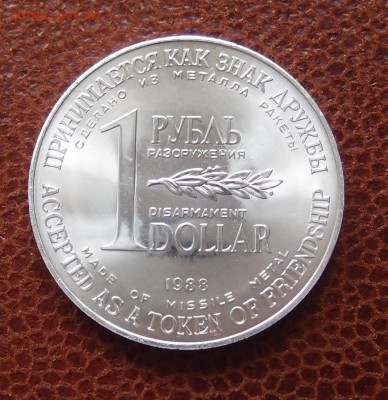 ПРИНИМАЕТСЯ КАК ЗНАК ДРУЖБЫ
СДЕЛАНО ИЗ МЕТАЛЛА РАКЕТЫ
1 РУБЛЬ
РАЗОРУЖЕНИЯ
DISARMAMENT
DOLLAR
1988
MADE OF MISSILE METAL
ACCEPTED AS A TOKEN OF FRIENDSHIP